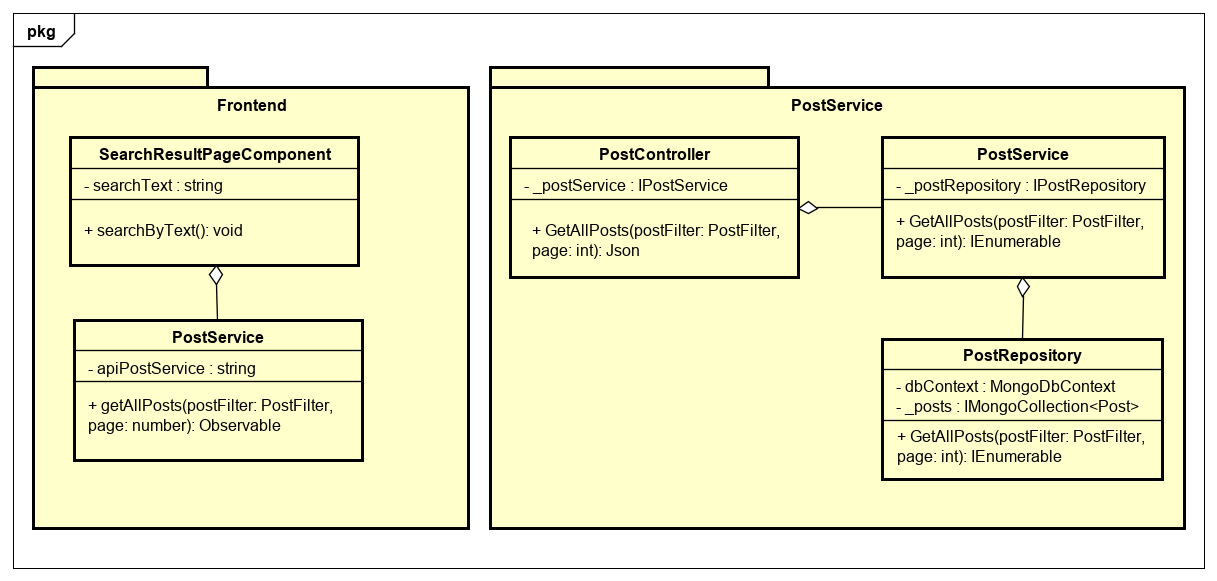 pkg
Frontend
SearchResultPageComponent
- searchText : string
+ searchByText(): void
PostService
- apiPostService : string
+ getAllPosts(postFilter: PostFilter,
page: number): Observable
PostService
PostController
- _postService : IPostService
+ GetAllPosts(postFilter: PostFilter,
page: int): Json
PostService
- _postRepository : IPostRepository
+ GetAllPosts(postFilter: PostFilter,
page: int): IEnumerable
PostRepository
- dbContext : MongoDbContext
- _posts : IMongoCollection<Post>
+ GetAllPosts(postFilter: PostFilter,
page: int): IEnumerable